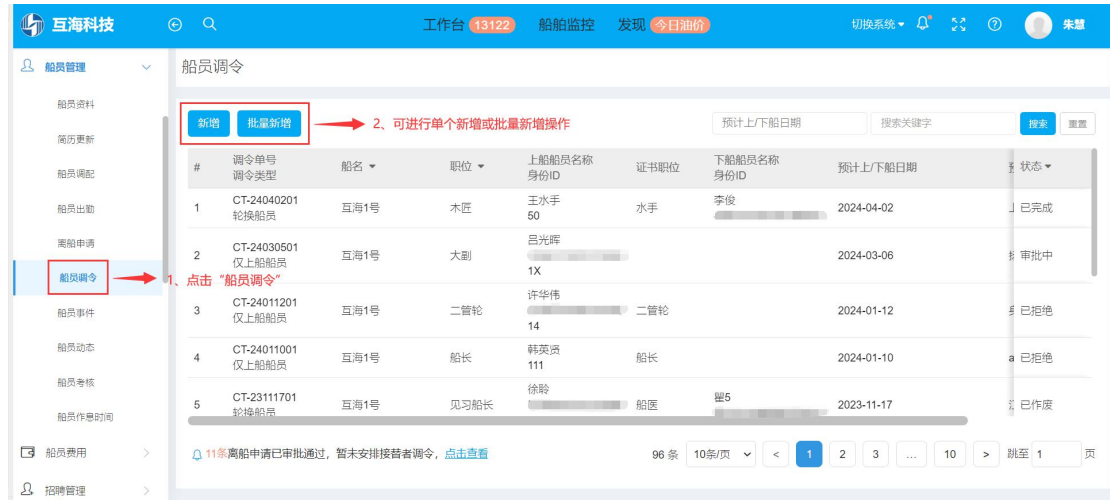 互海科技
工作台 13122 船舶监控 发现 今日油价
切换系统 朱慧
船员管理
船员资料
简历更新
船员调配
船员出勤
离船申请
船员调令
船员事件
船员动态
船员考核
船员作息时间
船员费用
招聘管理
船员调令
新增 批量新增 2、可进行单个新增或批量新增操作 预计上/下船日期 搜索关键字 搜索 重置
1、点击“船员调令”
# 调令单号 船名 职位 上船船员名称 证书职位 下船船员名称 预计上/下船日期 状态
调令类型 身份ID 身份ID
1 CT-24040201 互海1号 木匠 王水手 水手 李俊 2024-04-02 已完成
轮换船员 50
2 CT-24030501 互海1号 大副 吕光晖 2024-03-06 审批中
仅上船船员 1X
3 CT-24011201 互海1号 二管轮 许华伟 二管轮 2024-01-12 已拒绝
仅上船船员 14
4 CT-24011001 互海1号 船长 韩英贤 船长 2024-01-10 a 已拒绝
仅上船船员 111
5 CT-23111701 互海1号 见习船长 徐聆 船医 瞿5 2023-11-17 已作废
轮换船员
11条离船申请已审批通过，暂未安排接替者调令，点击查看
96 条 10条/页 < 1 2 3 ... 10 > 跳至 1 页